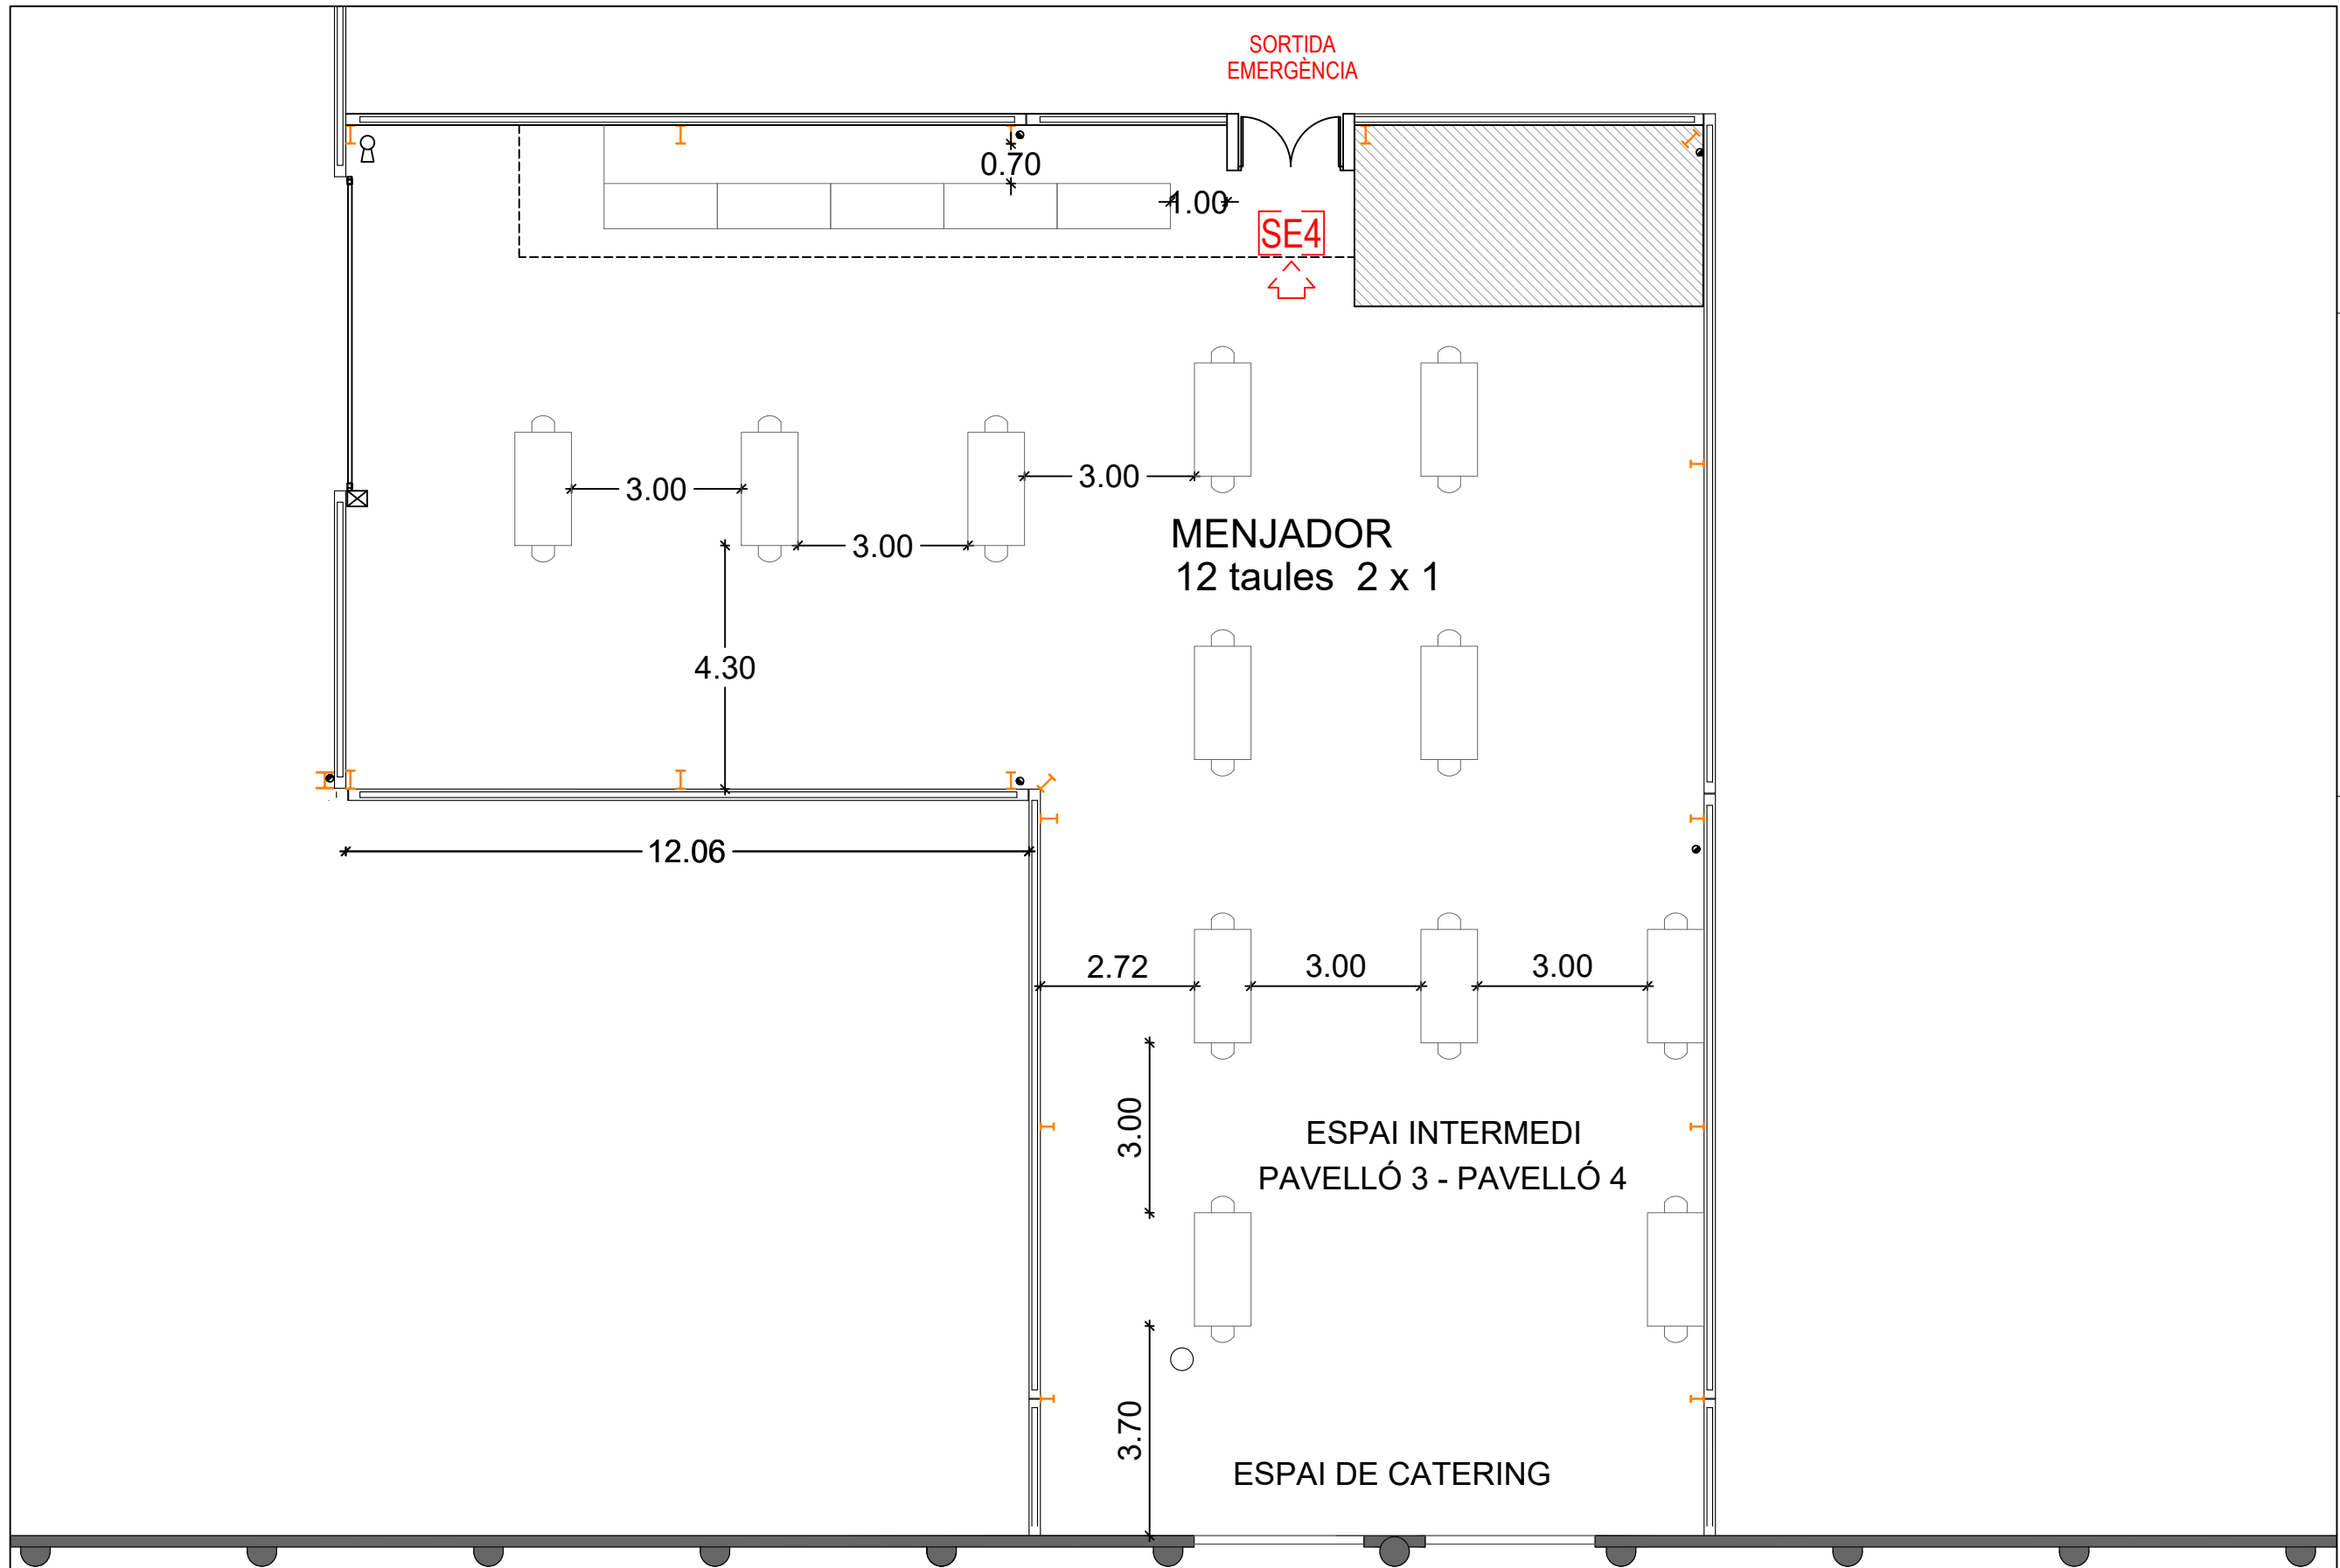 SORTIDA
EMERGÈNCIA
0.70
1.00
SE4
3.00
3.00
3.00
MENJADOR
12 taules 2 x 1
4.30
12.06
2.72
3.00
3.00
3.00
ESPAI INTERMEDI
PAVELLÓ 3 - PAVELLÓ 4
3.70
ESPAI DE CATERING